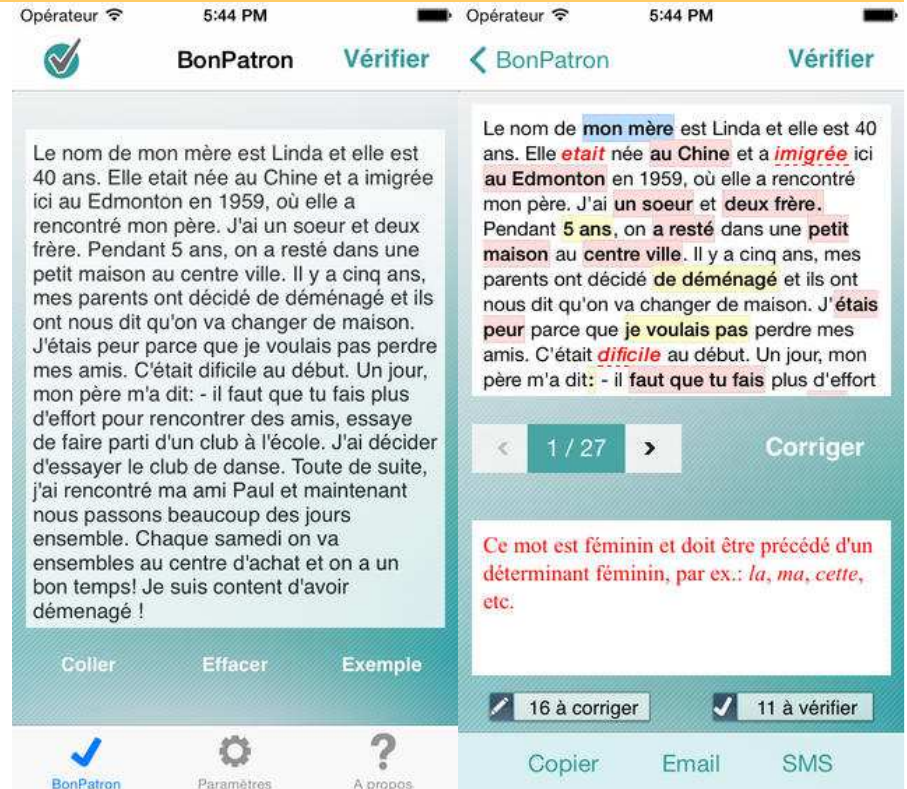 Opérateur 5:44 PM
BonPatron Vérifier
Le nom de mon mère est Linda et elle est
40 ans. Elle etait née au Chine et a imigrée
ici au Edmonton en 1959, où elle a
rencontré mon père. J'ai un soeur et deux
frère. Pendant 5 ans, on a resté dans une
petit maison au centre ville. Il y a cinq ans,
mes parents ont décidé de déménagé et ils
ont nous dit qu'on va changer de maison.
J'étais peur parce que je voulais pas perdre
mes amis. C'était dificile au début. Un jour,
mon père m'a dit: - il faut que tu fais plus
d'effort pour rencontrer des amis, essaye
de faire parti d'un club à l'école. J'ai décider
d'essayer le club de danse. Toute de suite,
j'ai rencontré ma ami Paul et maintenant
nous passons beaucoup des jours
ensemble. Chaque samedi on va
ensembles au centre d'achat et on a un
bon temps! Je suis content d'avoir
démenagé !
Coller Effacer Exemple
BonPatron Paramètres A propos
Opérateur 5:44 PM
BonPatron Vérifier
Le nom de mon mère est Linda et elle est 40
ans. Elle etait née au Chine et a imigrée ici
au Edmonton en 1959, où elle a rencontré
mon père. J'ai un soeur et deux frère.
Pendant 5 ans, on a resté dans une petit
maison au centre ville. Il y a cinq ans, mes
parents ont décidé de déménagé et ils ont
nous dit qu'on va changer de maison. J'étais
peur parce que je voulais pas perdre mes
amis. C'était dificile au début. Un jour, mon
père m'a dit: - il faut que tu fais plus d'effort
< 1 / 27 > Corriger
Ce mot est féminin et doit être précédé d'un
déterminant féminin, par ex.: la, ma, cette,
etc.
16 à corriger 11 à vérifier
Copier Email SMS